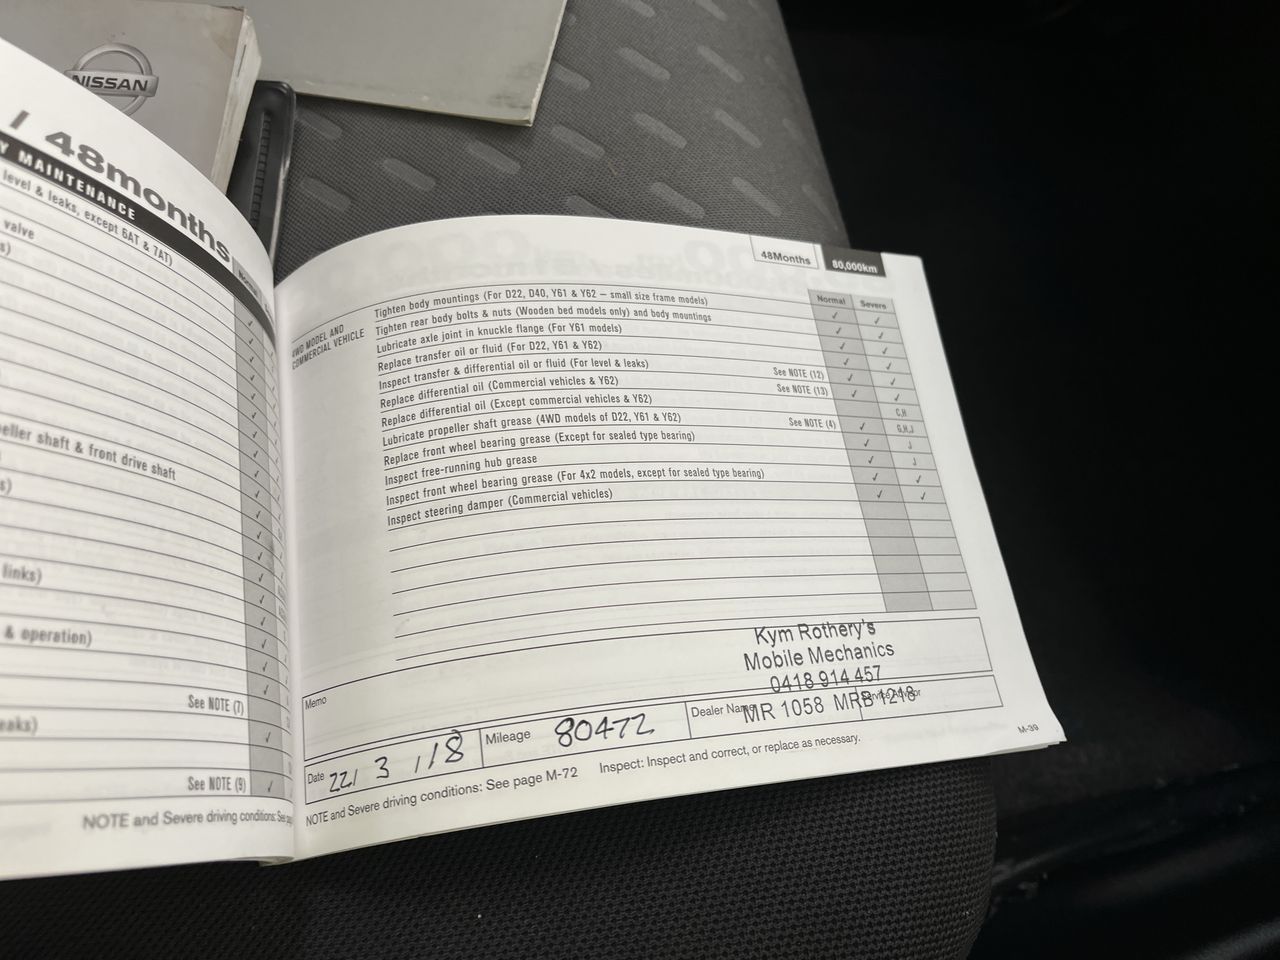 NISSAN
/ 48months
Y MAINTENANCE
level & leaks, except 6AT & 7AT)
valve
s)
eller shaft & front drive shaft
s)
links)
& operation)
See NOTE (7)
eaks)
See NOTE (9)
NOTE and Severe driving conditions: See
48Months 80,000km
Normal Severe
4WD MODEL AND
COMMERCIAL VEHICLE
Tighten body mountings (For D22, D40, Y61 & Y62 – small size frame models) ✓ ✓
Tighten rear body bolts & nuts (Wooden bed models only) and body mountings ✓ ✓
Lubricate axle joint in knuckle flange (For Y61 models) ✓ ✓
Replace transfer oil or fluid (For D22, Y61 & Y62) ✓ ✓
Inspect transfer & differential oil or fluid (For level & leaks) See NOTE (12) ✓ ✓
Replace differential oil (Commercial vehicles & Y62) See NOTE (13) ✓ ✓
Replace differential oil (Except commercial vehicles & Y62) C,H
Lubricate propeller shaft grease (4WD models of D22, Y61 & Y62) See NOTE (4) ✓ G,H,J
Replace front wheel bearing grease (Except for sealed type bearing) ✓ J
Inspect free-running hub grease ✓ J
Inspect front wheel bearing grease (For 4x2 models, except for sealed type bearing) ✓ ✓
Inspect steering damper (Commercial vehicles) ✓ ✓
Memo
Kym Rothery's
Mobile Mechanics
0418 914 457
MR 1058 MRB 1218
Date 22/ 3 /18 Mileage 80472 Dealer Name Service Advisor
NOTE and Severe driving conditions: See page M-72 Inspect: Inspect and correct, or replace as necessary.
M-39